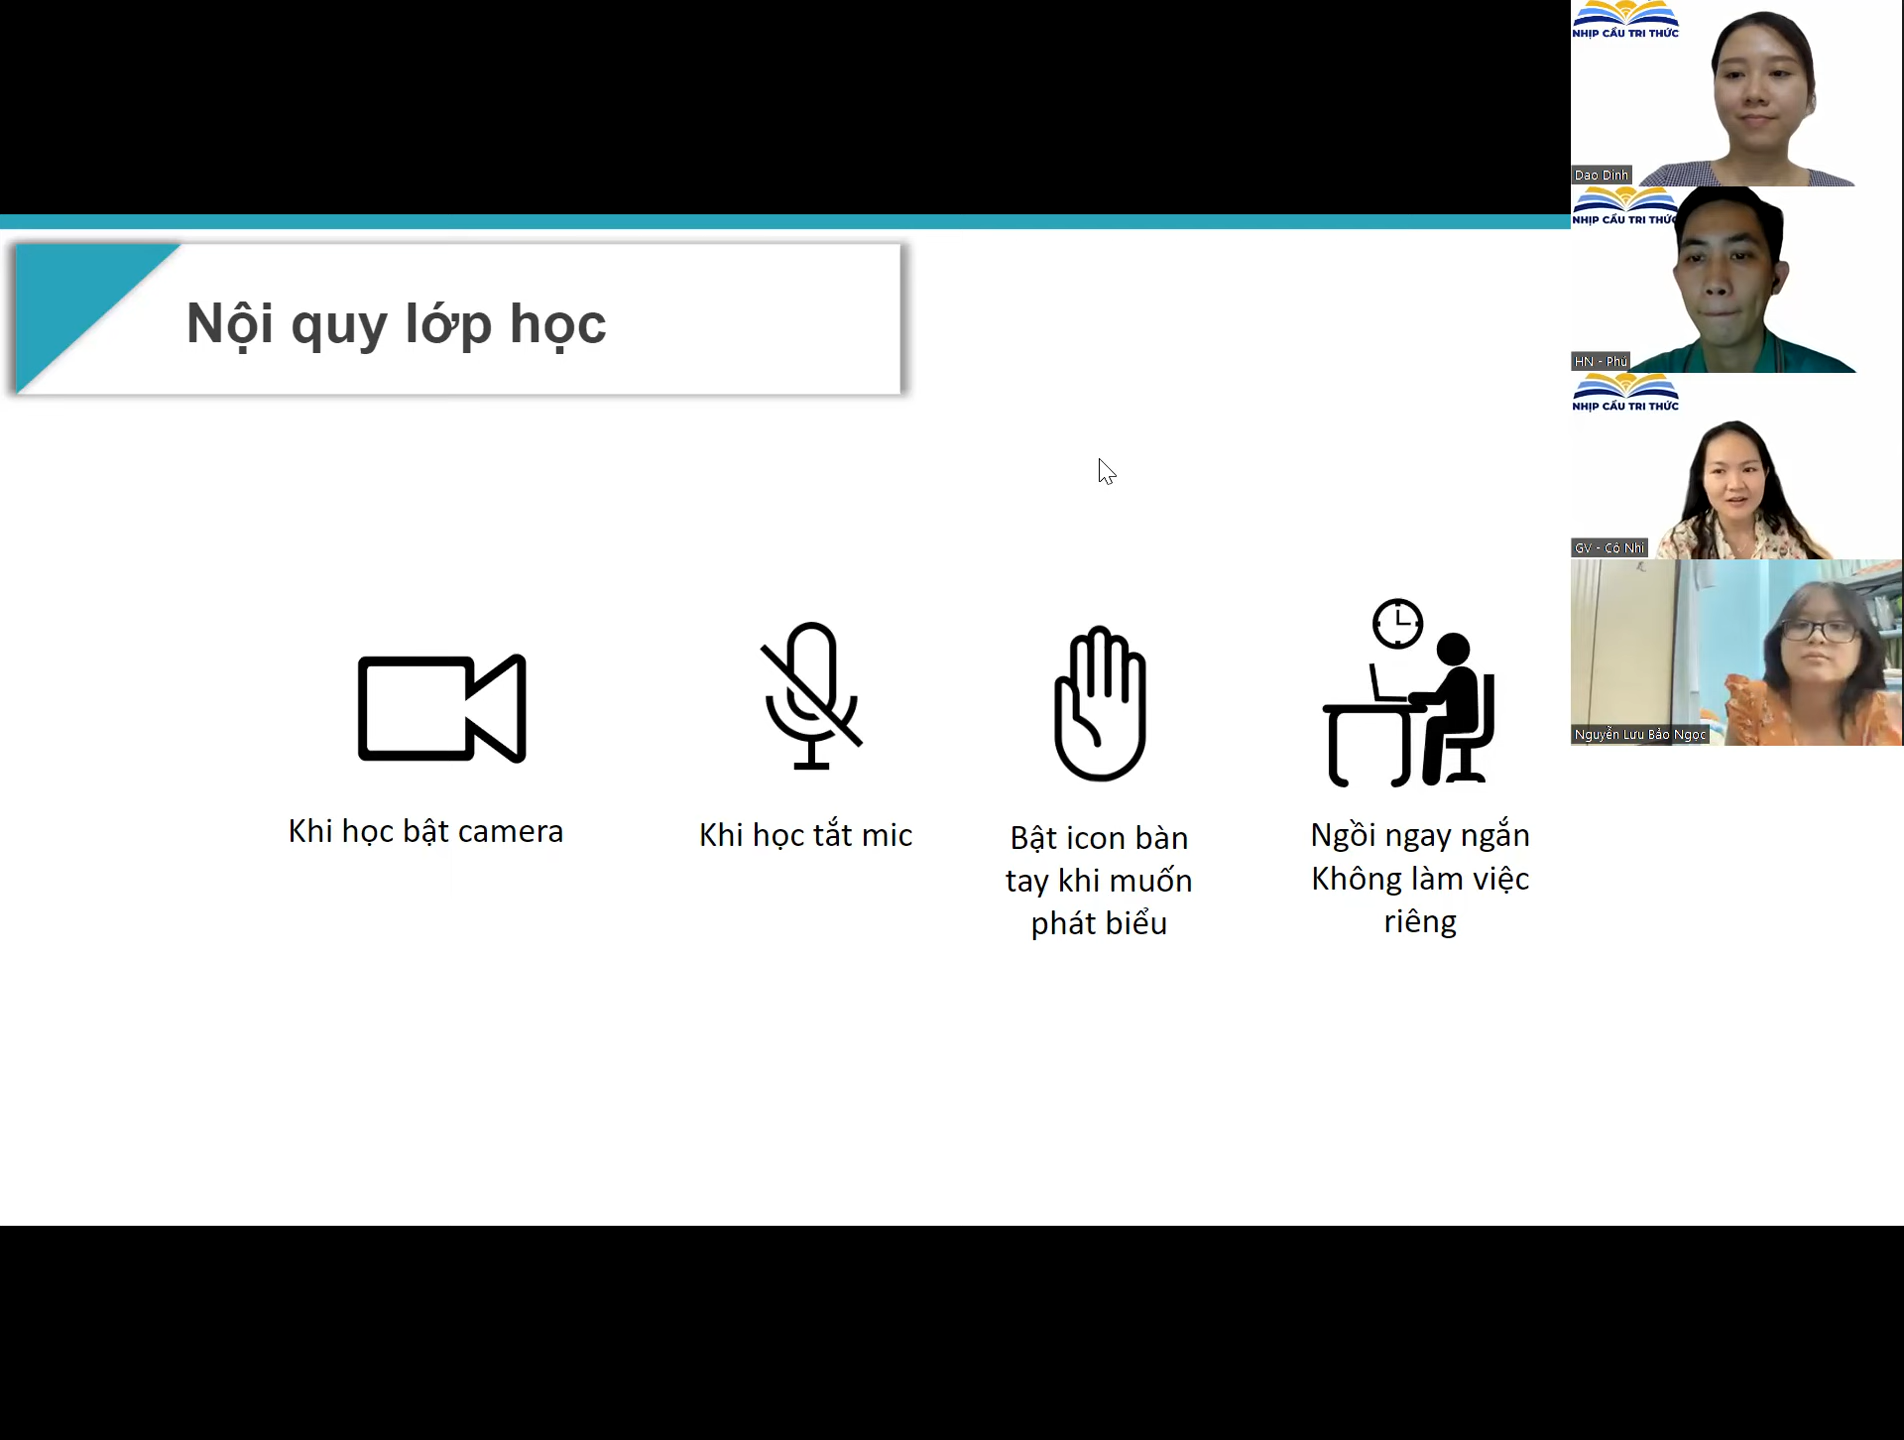 Nội quy lớp học
Khi học bật camera
Khi học tắt mic
Bật icon bàn
tay khi muốn
phát biểu
Ngồi ngay ngắn
Không làm việc
riêng
NHỊP CẦU TRI THỨC
Dao Dinh
NHỊP CẦU TRI THỨC
HN - Phú
NHỊP CẦU TRI THỨC
GV - Cô Nhi
Nguyễn Lưu Bảo Ngọc